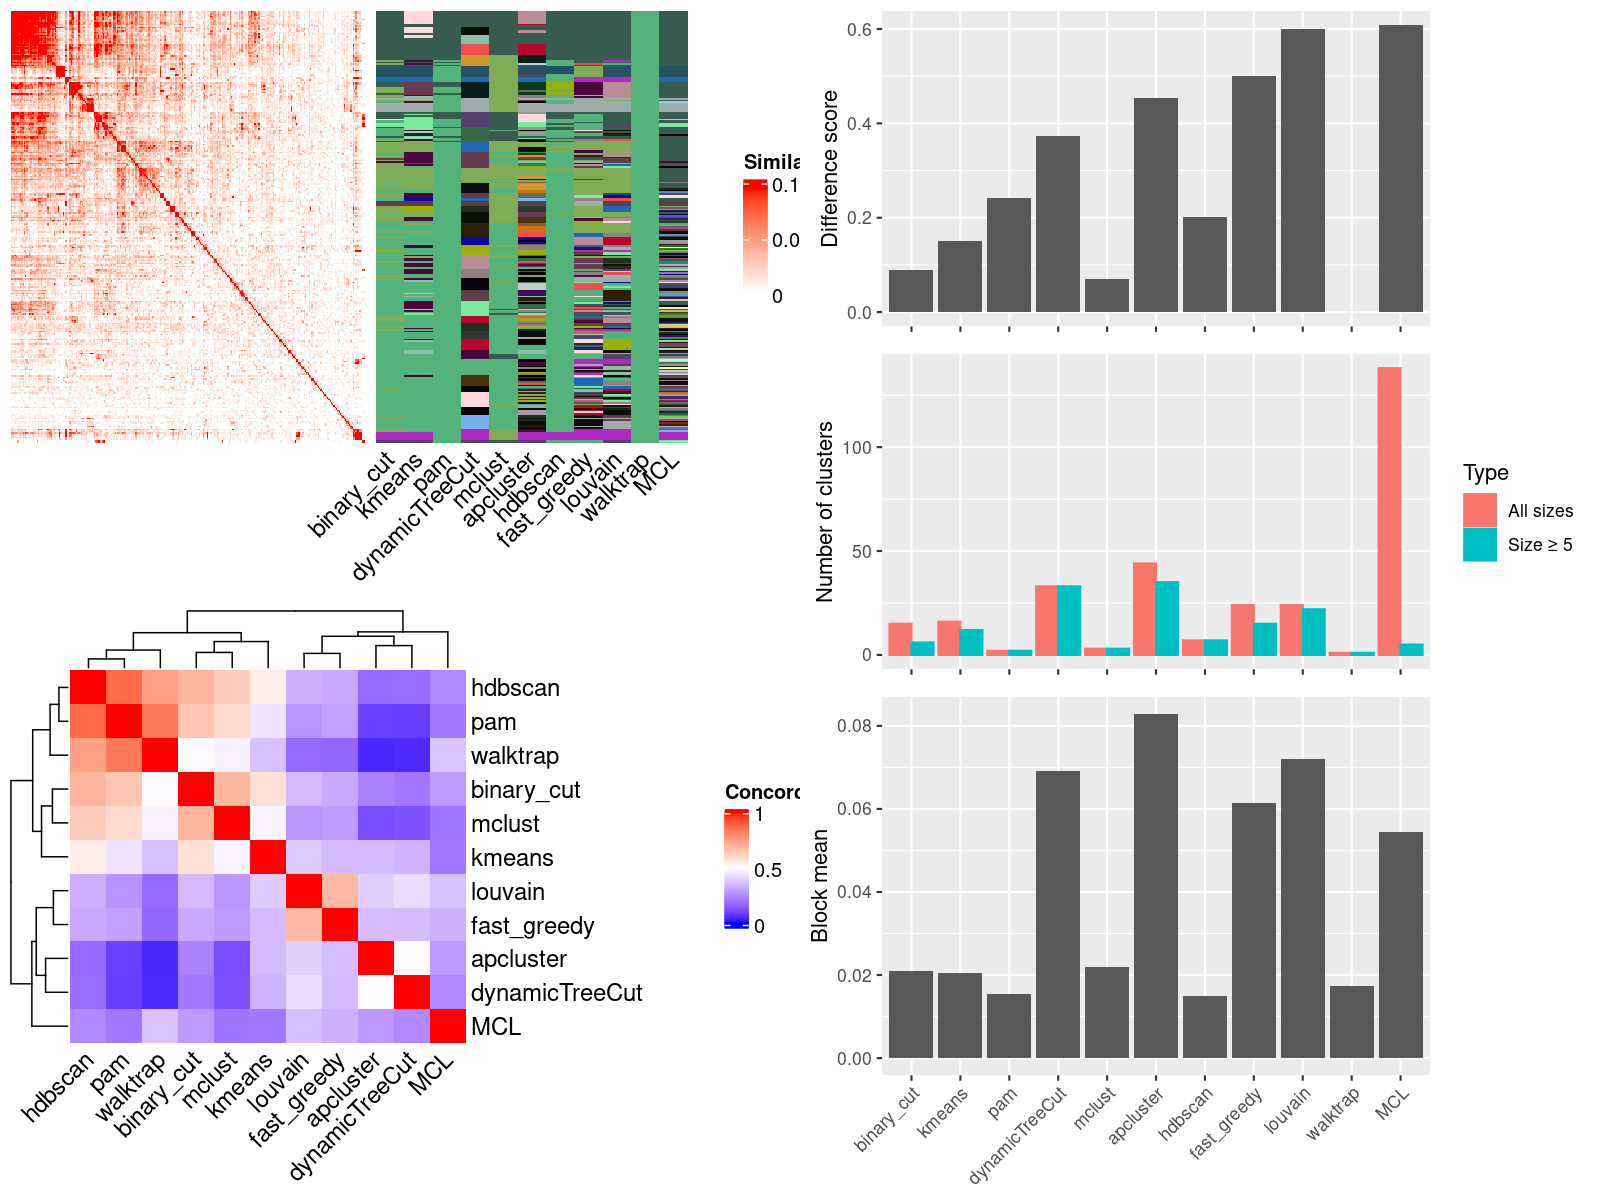 Simila
0.1
0.0
0
binary_cut
kmeans
pam
dynamicTreeCut
mclust
apcluster
hdbscan
fast_greedy
louvain
walktrap
MCL
hdbscan
pam
walktrap
binary_cut
mclust
kmeans
louvain
fast_greedy
apcluster
dynamicTreeCut
MCL
hdbscan
pam
walktrap
binary_cut
mclust
kmeans
louvain
fast_greedy
apcluster
dynamicTreeCut
MCL
Concord
1
0.5
0
Difference score
0.6
0.4
0.2
0.0
Number of clusters
100
50
0
Type
All sizes
Size ≥ 5
Block mean
0.08
0.06
0.04
0.02
0.00
binary_cut
kmeans
pam
dynamicTreeCut
mclust
apcluster
hdbscan
fast_greedy
louvain
walktrap
MCL